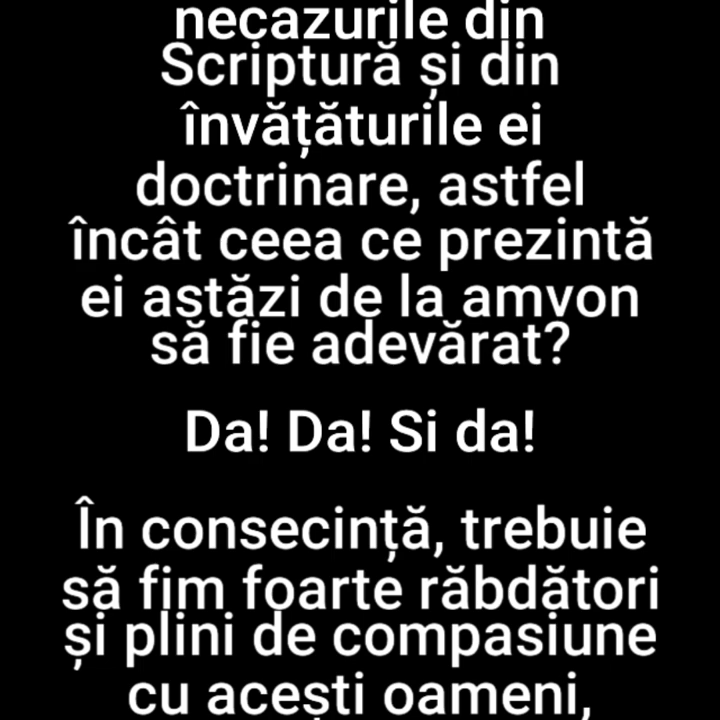 necazurile din
Scriptură și din
învățăturile ei
doctrinare, astfel
încât ceea ce prezintă
ei astăzi de la amvon
să fie adevărat?
Da! Da! Si da!
În consecință, trebuie
să fim foarte răbdători
și plini de compasiune
cu acești oameni,